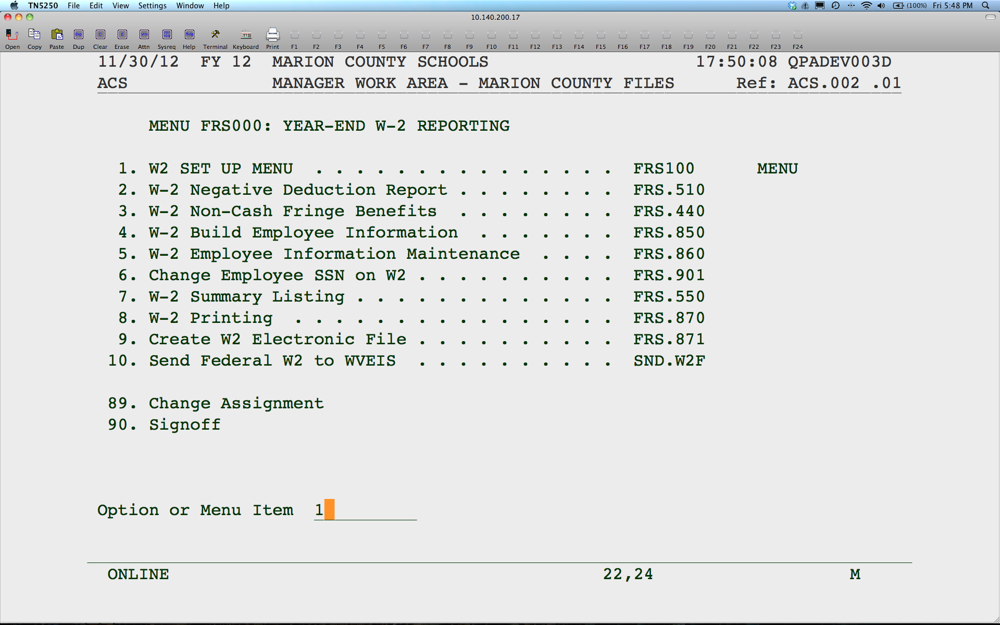 TN5250 File Edit View Settings Window Help (100%) Fri 5:48 PM
10.140.200.17
dup C E attn sys req Help
Open Copy Paste Dup Clear Erase Attn Sysreq Help Terminal Keyboard Print F1 F2 F3 F4 F5 F6 F7 F8 F9 F10 F11 F12 F13 F14 F15 F16 F17 F18 F19 F20 F21 F22 F23 F24
11/30/12 FY 12 MARION COUNTY SCHOOLS 17:50:08 QPADEV003D
ACS MANAGER WORK AREA - MARION COUNTY FILES Ref: ACS.002 .01
MENU FRS000: YEAR-END W-2 REPORTING
1. W2 SET UP MENU . . . . . . . . . . . . . . . FRS100 MENU
2. W-2 Negative Deduction Report . . . . . . . . FRS.510
3. W-2 Non-Cash Fringe Benefits . . . . . . . . FRS.440
4. W-2 Build Employee Information . . . . . . . FRS.850
5. W-2 Employee Information Maintenance . . . . FRS.860
6. Change Employee SSN on W2 . . . . . . . . . . FRS.901
7. W-2 Summary Listing . . . . . . . . . . . . . FRS.550
8. W-2 Printing . . . . . . . . . . . . . . . . FRS.870
9. Create W2 Electronic File . . . . . . . . . . FRS.871
10. Send Federal W2 to WVEIS . . . . . . . . . . SND.W2F
89. Change Assignment
90. Signoff
Option or Menu Item 1
ONLINE 22,24 M